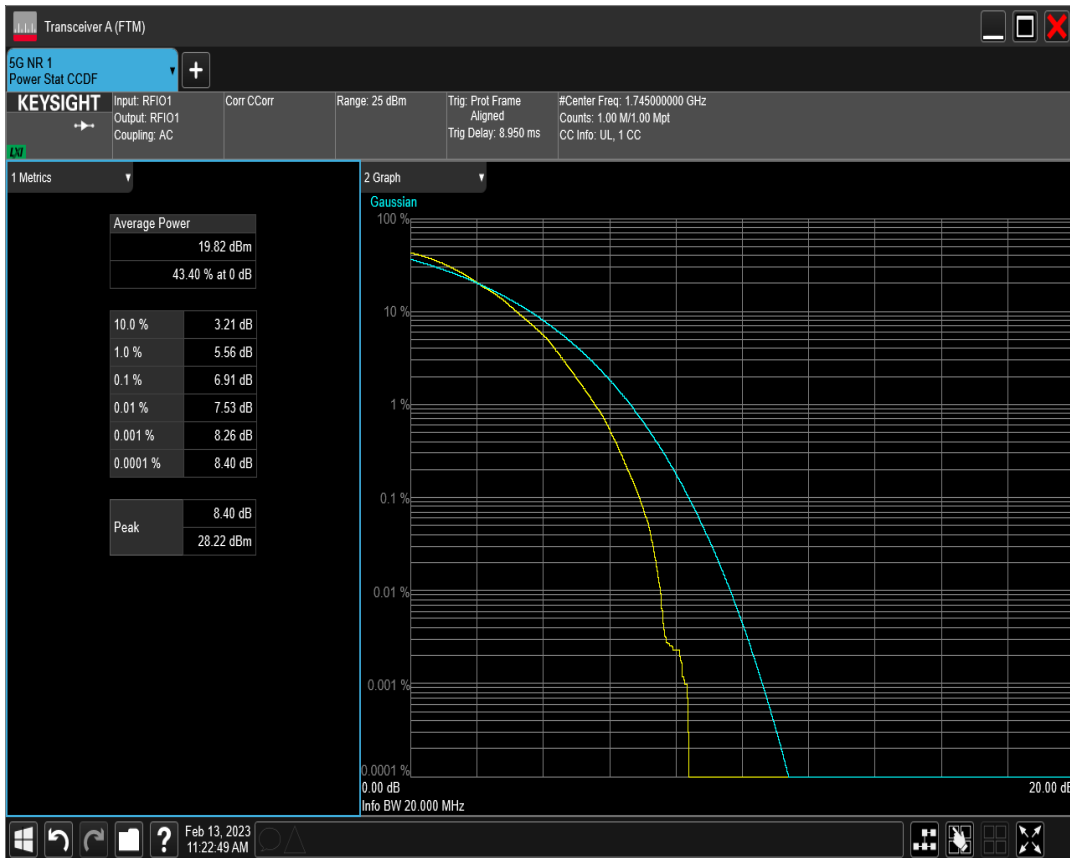 Transceiver A (FTM)
5G NR 1
Power Stat CCDF
+
KEYSIGHT
LXI
Input: RFIO1
Output: RFIO1
Coupling: AC
Corr CCorr
Range: 25 dBm
Trig: Prot Frame
Aligned
Trig Delay: 8.950 ms
#Center Freq: 1.745000000 GHz
Counts: 1.00 M/1.00 Mpt
CC Info: UL, 1 CC
1 Metrics
Average Power
19.82 dBm
43.40 % at 0 dB
10.0 % 3.21 dB
1.0 % 5.56 dB
0.1 % 6.91 dB
0.01 % 7.53 dB
0.001 % 8.26 dB
0.0001 % 8.40 dB
Peak
8.40 dB
28.22 dBm
2 Graph
Gaussian
100 %
10 %
1 %
0.1 %
0.01 %
0.001 %
0.0001 %
0.00 dB 20.00 dB
Info BW 20.000 MHz
?
Feb 13, 2023
11:22:49 AM